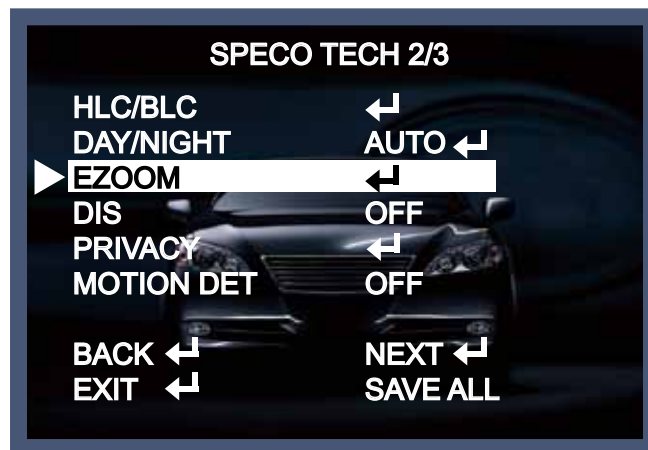 SPECO TECH 2/3
HLC/BLC ↵
DAY/NIGHT AUTO ↵
EZOOM ↵
DIS OFF
PRIVACY ↵
MOTION DET OFF
BACK ↵ NEXT ↵
EXIT ↵ SAVE ALL